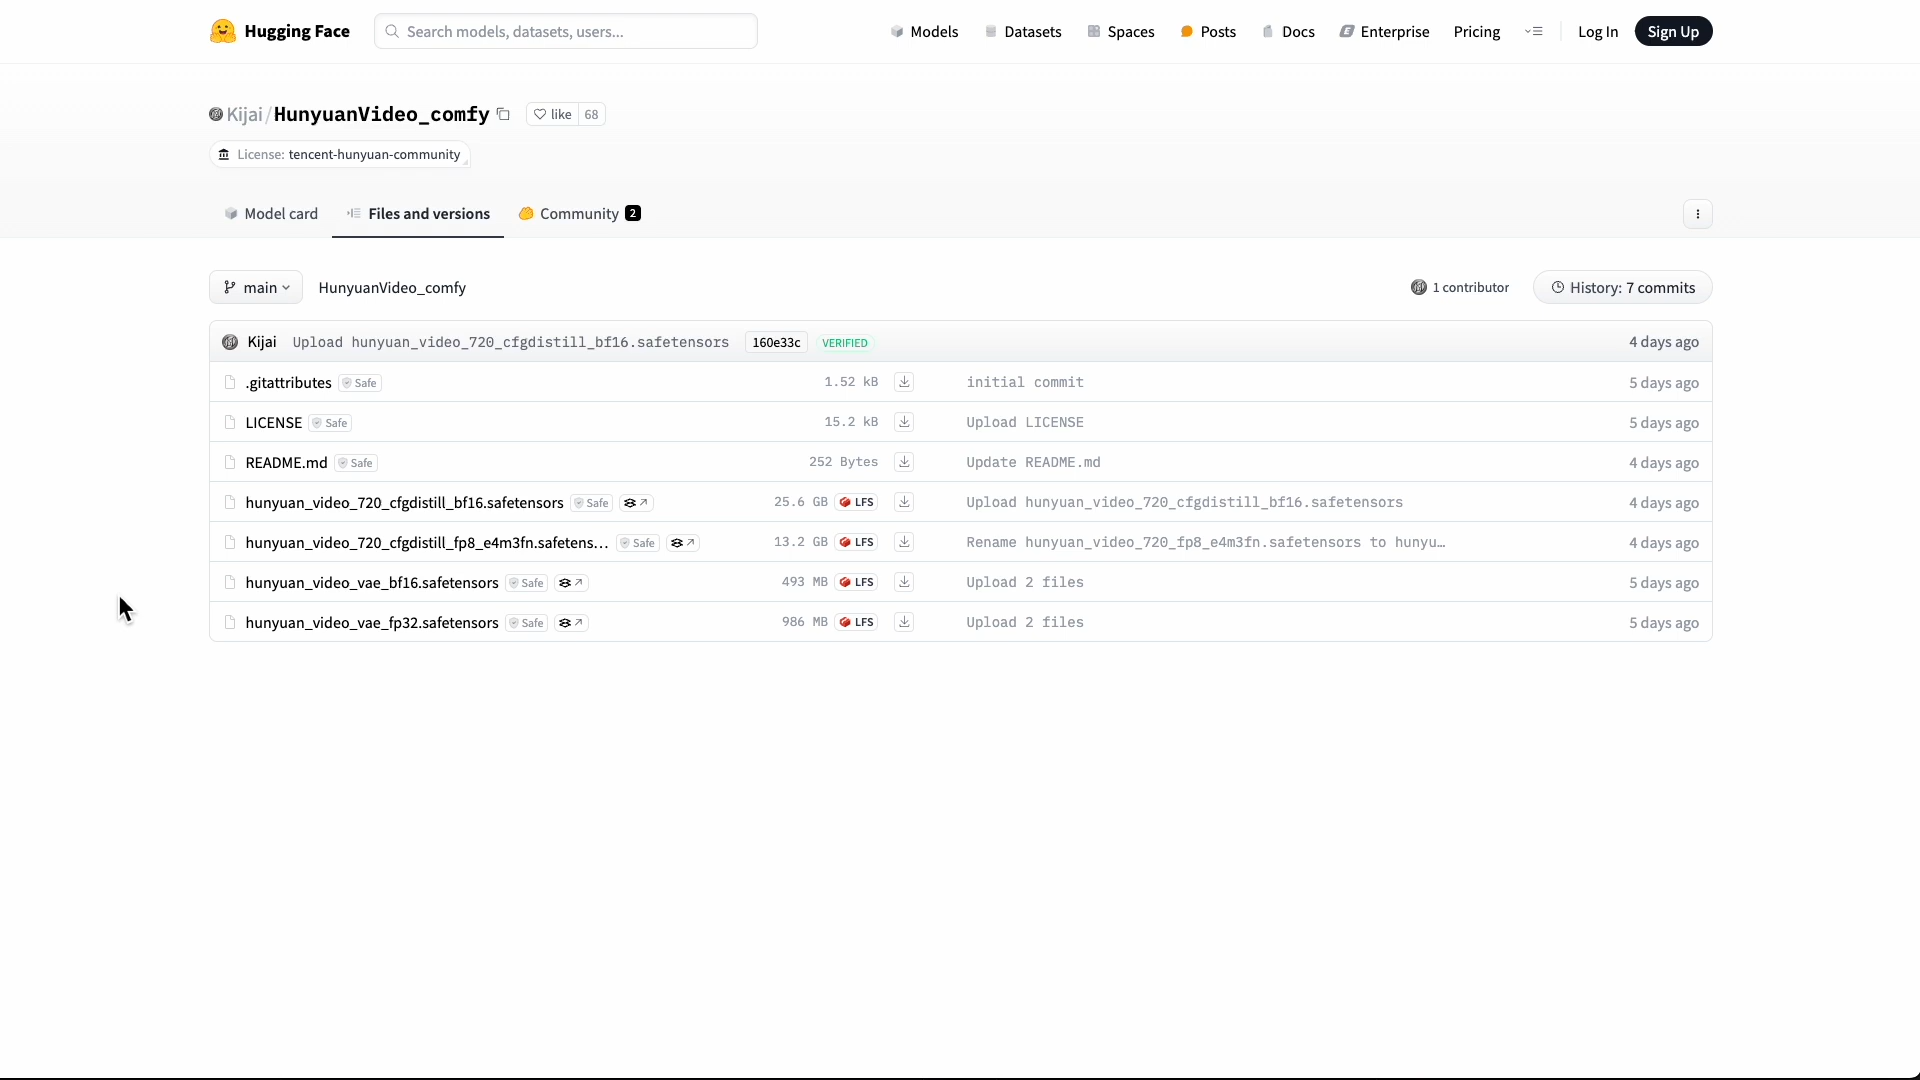 Hugging Face Search models, datasets, users... Models Datasets Spaces Posts Docs Enterprise Pricing Log In Sign Up
Kijai/HunyuanVideo_comfy like 68
License: tencent-hunyuan-community
Model card Files and versions Community 2
main HunyuanVideo_comfy 1 contributor History: 7 commits
Kijai Upload hunyuan_video_720_cfgdistill_bf16.safetensors 160e33c VERIFIED 4 days ago
.gitattributes Safe 1.52 kB initial commit 5 days ago
LICENSE Safe 15.2 kB Upload LICENSE 5 days ago
README.md Safe 252 Bytes Update README.md 4 days ago
hunyuan_video_720_cfgdistill_bf16.safetensors Safe 25.6 GB LFS Upload hunyuan_video_720_cfgdistill_bf16.safetensors 4 days ago
hunyuan_video_720_cfgdistill_fp8_e4m3fn.safetens... Safe 13.2 GB LFS Rename hunyuan_video_720_fp8_e4m3fn.safetensors to hunyu… 4 days ago
hunyuan_video_vae_bf16.safetensors Safe 493 MB LFS Upload 2 files 5 days ago
hunyuan_video_vae_fp32.safetensors Safe 986 MB LFS Upload 2 files 5 days ago